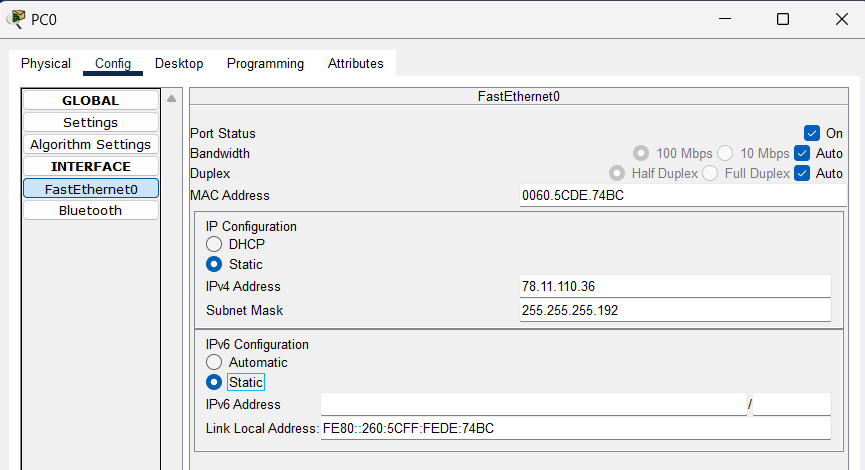 PC0
Physical Config Desktop Programming Attributes
GLOBAL
Settings
Algorithm Settings
INTERFACE
FastEthernet0
Bluetooth
FastEthernet0
Port Status On
Bandwidth 100 Mbps 10 Mbps Auto
Duplex Half Duplex Full Duplex Auto
MAC Address 0060.5CDE.74BC
IP Configuration
DHCP
Static
IPv4 Address 78.11.110.36
Subnet Mask 255.255.255.192
IPv6 Configuration
Automatic
Static
IPv6 Address /
Link Local Address: FE80::260:5CFF:FEDE:74BC